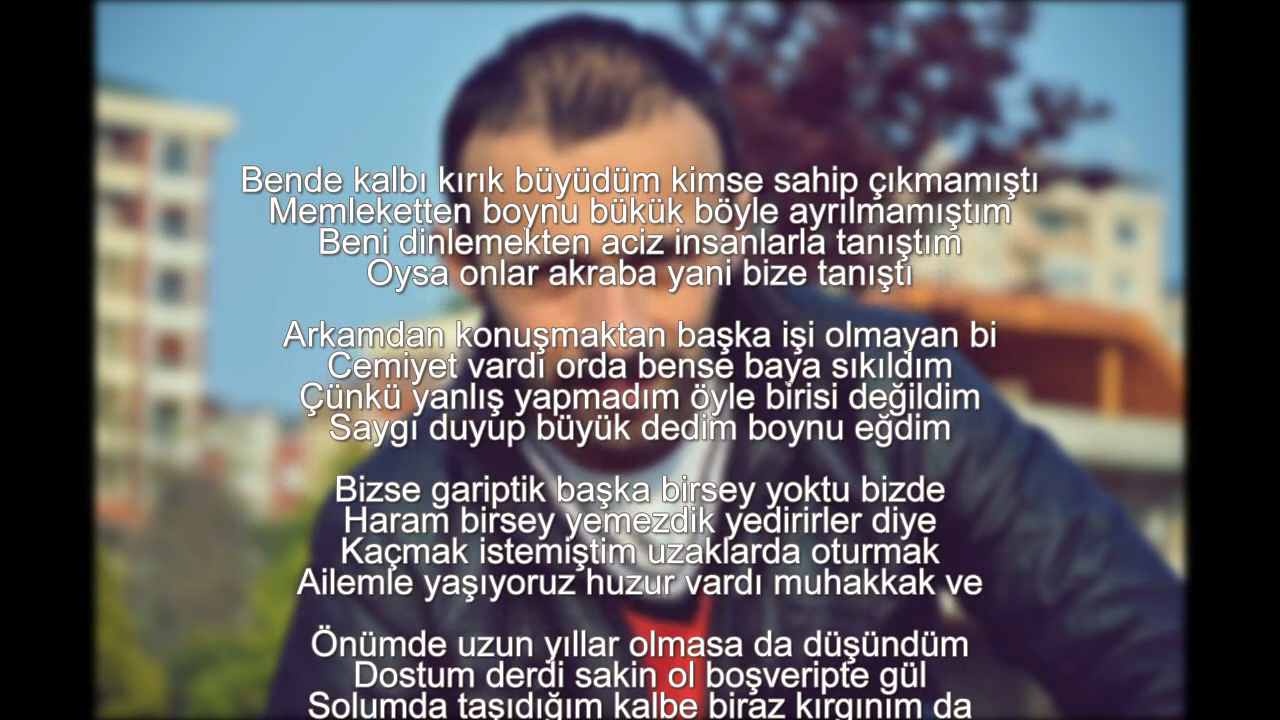 Bende kalbı kırık büyüdüm kimse sahip çıkmamıştı
Memleketten boynu bükük böyle ayrılmamıştım
Beni dinlemekten aciz insanlarla tanıştım
Oysa onlar akraba yani bize tanıştı
Arkamdan konuşmaktan başka işi olmayan bi
Cemiyet vardı orda bense baya sıkıldım
Çünkü yanlış yapmadım öyle birisi değildim
Saygı duyup büyük dedim boynu eğdim
Bizse gariptik başka birsey yoktu bizde
Haram birsey yemezdik yedirirler diye
Kaçmak istemiştim uzaklarda oturmak
Ailemle yaşıyoruz huzur vardı muhakkak ve
Önümde uzun yıllar olmasa da düşündüm
Dostum derdi sakin ol boşveripte gül
Solumda taşıdığım kalbe biraz kırgınım da